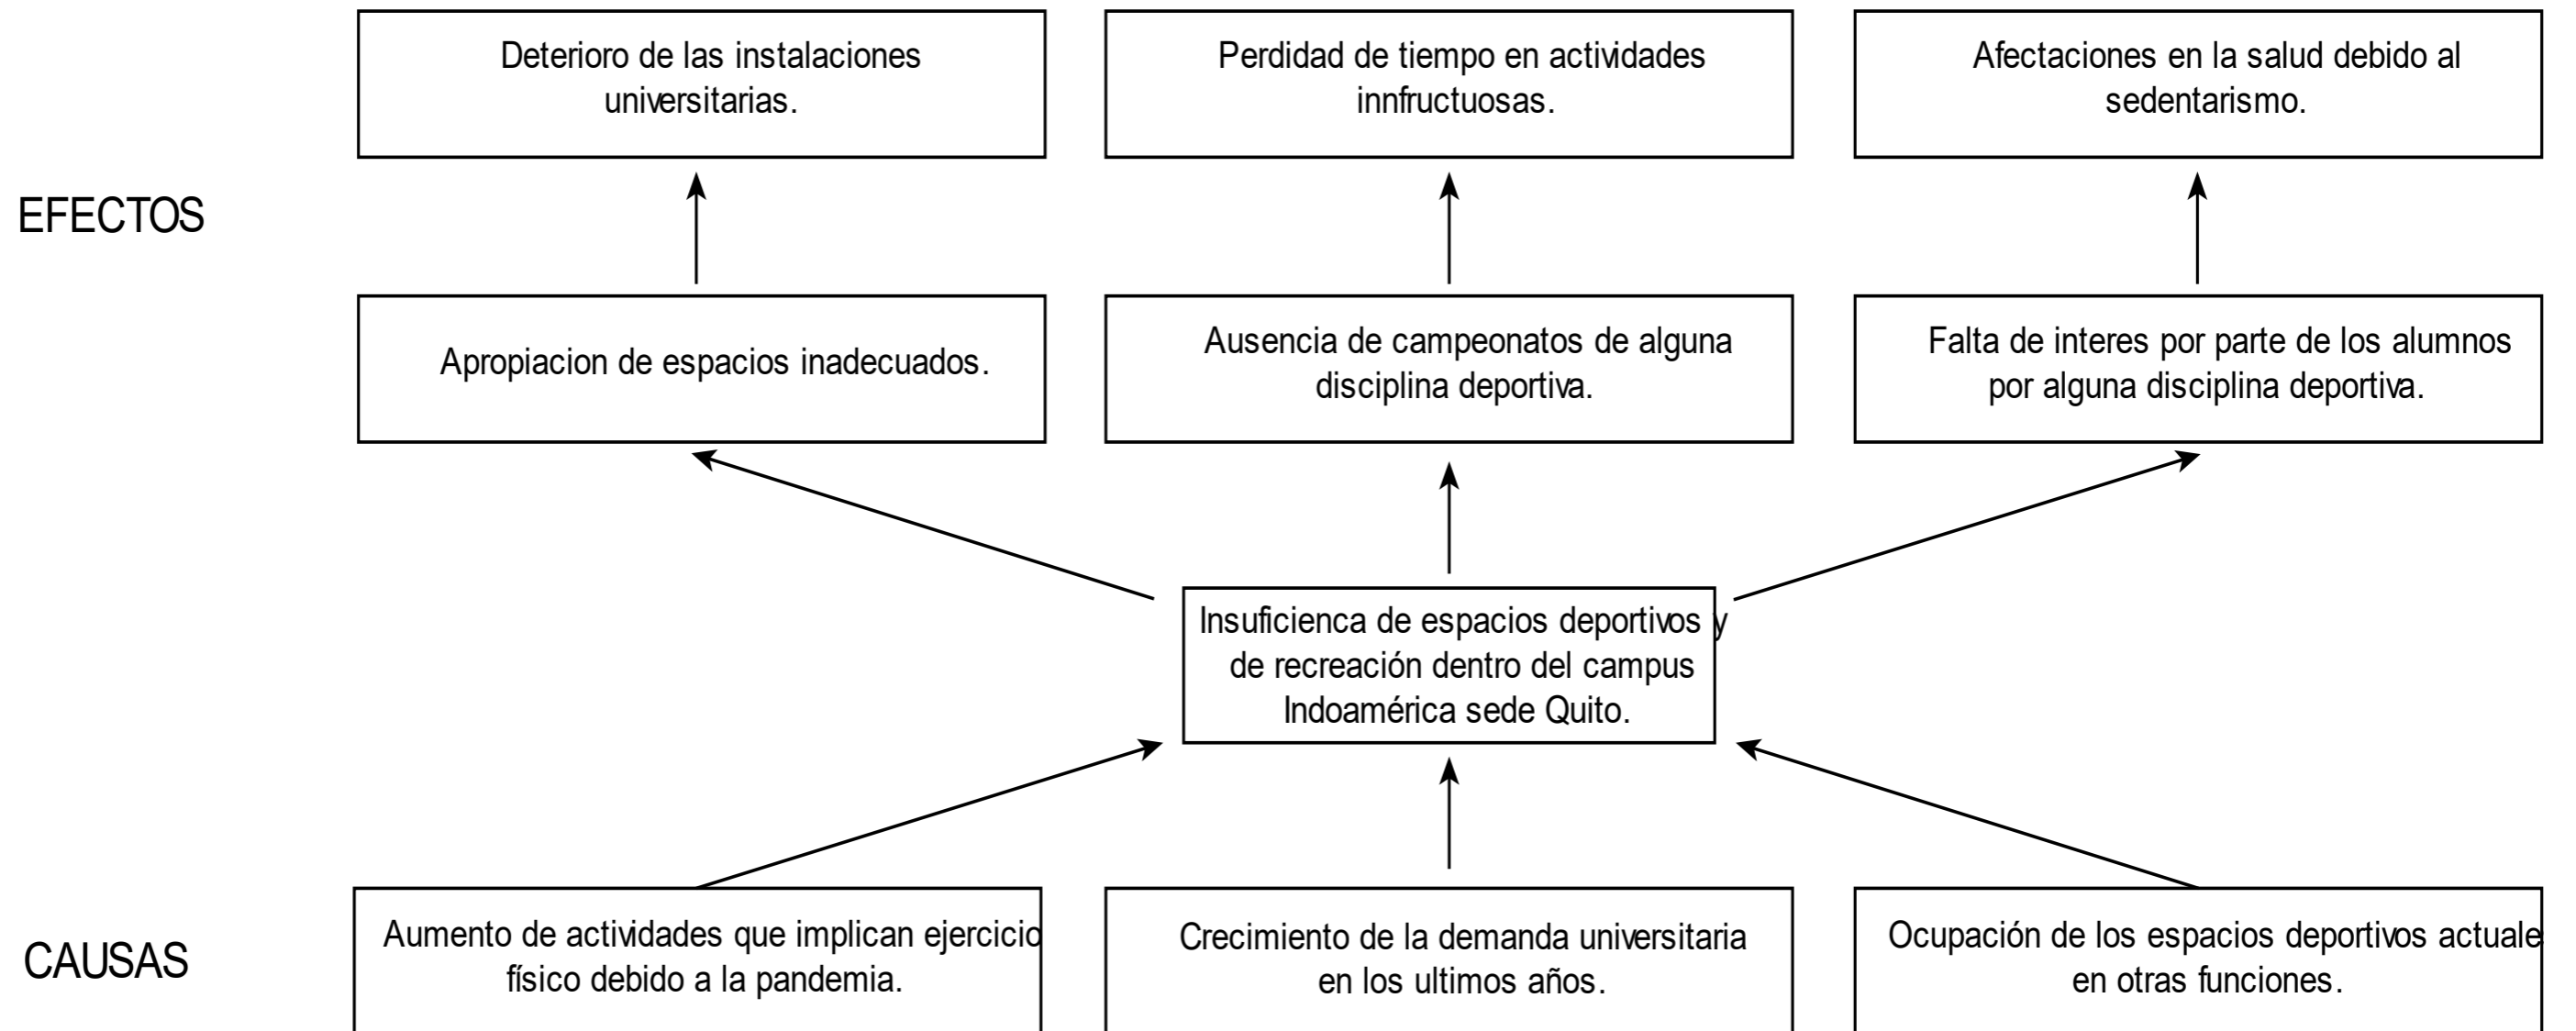 Deterioro de las instalaciones
universitarias.
Perdidad de tiempo en actividades
innfructuosas.
Afectaciones en la salud debido al
sedentarismo.
EFECTOS
Apropiacion de espacios inadecuados.
Ausencia de campeonatos de alguna
disciplina deportiva.
Falta de interes por parte de los alumnos
por alguna disciplina deportiva.
Insuficienca de espacios deportivos y
de recreación dentro del campus
Indoamérica sede Quito.
CAUSAS
Aumento de actividades que implican ejercicio
físico debido a la pandemia.
Crecimiento de la demanda universitaria
en los ultimos años.
Ocupación de los espacios deportivos actuale
en otras funciones.